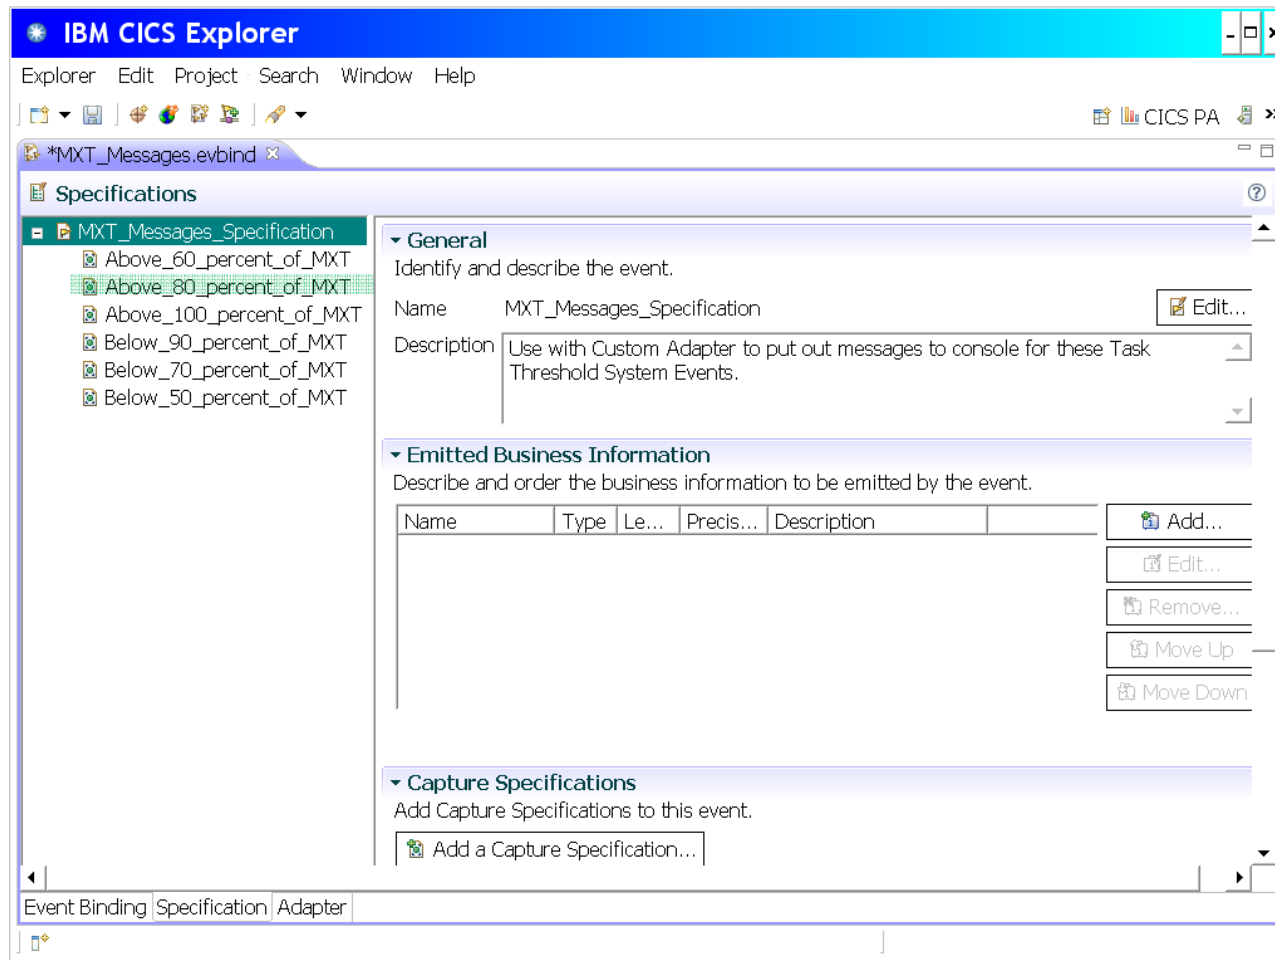 IBM CICS Explorer
Explorer Edit Project Search Window Help
CICS PA
*MXT_Messages.evbind
Specifications
MXT_Messages_Specification
Above_60_percent_of_MXT
Above_80_percent_of_MXT
Above_100_percent_of_MXT
Below_90_percent_of_MXT
Below_70_percent_of_MXT
Below_50_percent_of_MXT
General
Identify and describe the event.
Name MXT_Messages_Specification Edit...
Description Use with Custom Adapter to put out messages to console for these Task
Threshold System Events.
Emitted Business Information
Describe and order the business information to be emitted by the event.
Name Type Le... Precis... Description
Add...
Edit...
Remove...
Move Up
Move Down
Capture Specifications
Add Capture Specifications to this event.
Add a Capture Specification...
Event Binding Specification Adapter